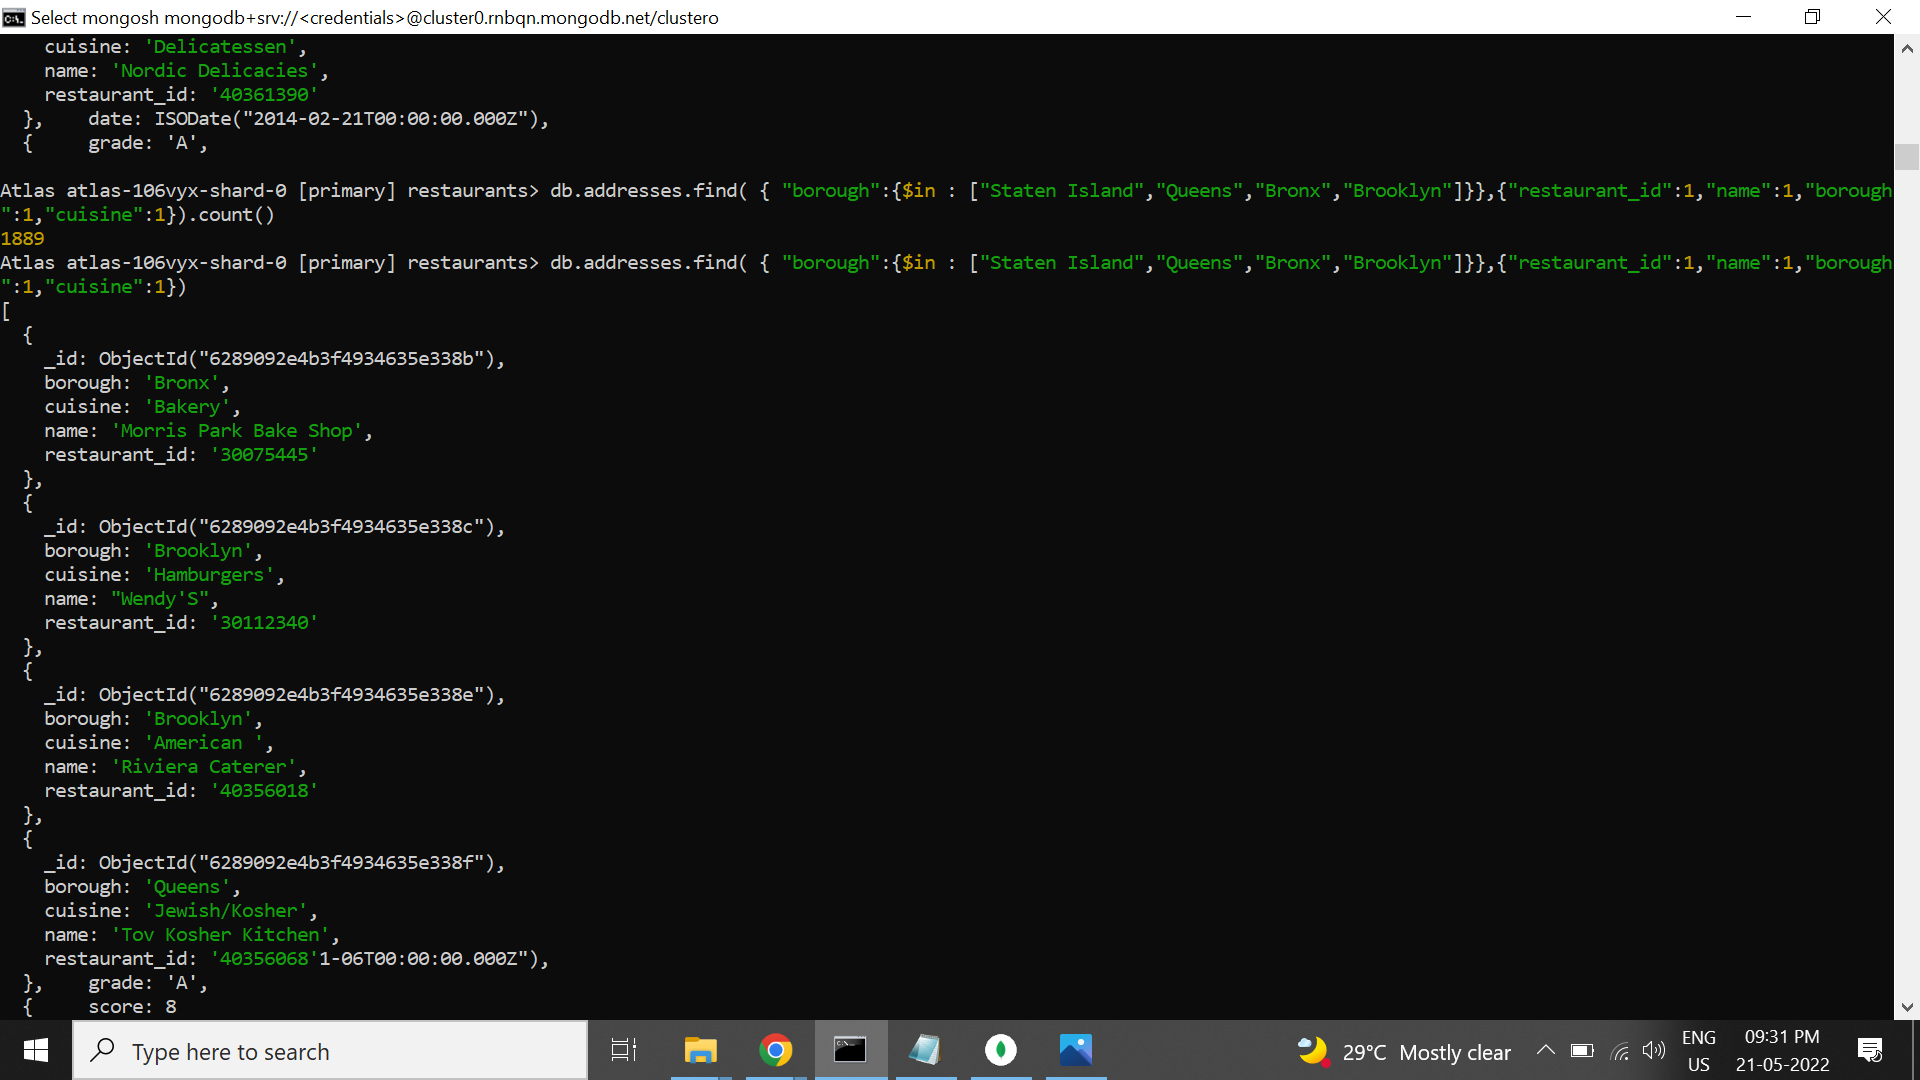 Select mongosh mongodb+srv://<credentials>@cluster0.rnbqn.mongodb.net/clustero
    cuisine: 'Delicatessen',
    name: 'Nordic Delicacies',
    restaurant_id: '40361390'
  },    date: ISODate("2014-02-21T00:00:00.000Z"),
  {     grade: 'A',
Atlas atlas-106vyx-shard-0 [primary] restaurants> db.addresses.find( { "borough":{$in : ["Staten Island","Queens","Bronx","Brooklyn"]}},{"restaurant_id":1,"name":1,"borough
":1,"cuisine":1}).count()
1889
Atlas atlas-106vyx-shard-0 [primary] restaurants> db.addresses.find( { "borough":{$in : ["Staten Island","Queens","Bronx","Brooklyn"]}},{"restaurant_id":1,"name":1,"borough
":1,"cuisine":1})
[
  {
    _id: ObjectId("6289092e4b3f4934635e338b"),
    borough: 'Bronx',
    cuisine: 'Bakery',
    name: 'Morris Park Bake Shop',
    restaurant_id: '30075445'
  },
  {
    _id: ObjectId("6289092e4b3f4934635e338c"),
    borough: 'Brooklyn',
    cuisine: 'Hamburgers',
    name: "Wendy'S",
    restaurant_id: '30112340'
  },
  {
    _id: ObjectId("6289092e4b3f4934635e338e"),
    borough: 'Brooklyn',
    cuisine: 'American ',
    name: 'Riviera Caterer',
    restaurant_id: '40356018'
  },
  {
    _id: ObjectId("6289092e4b3f4934635e338f"),
    borough: 'Queens',
    cuisine: 'Jewish/Kosher',
    name: 'Tov Kosher Kitchen',
    restaurant_id: '40356068'1-06T00:00:00.000Z"),
  },    grade: 'A',
  {     score: 8
Type here to search
29°C Mostly clear
ENG
US
09:31 PM
21-05-2022